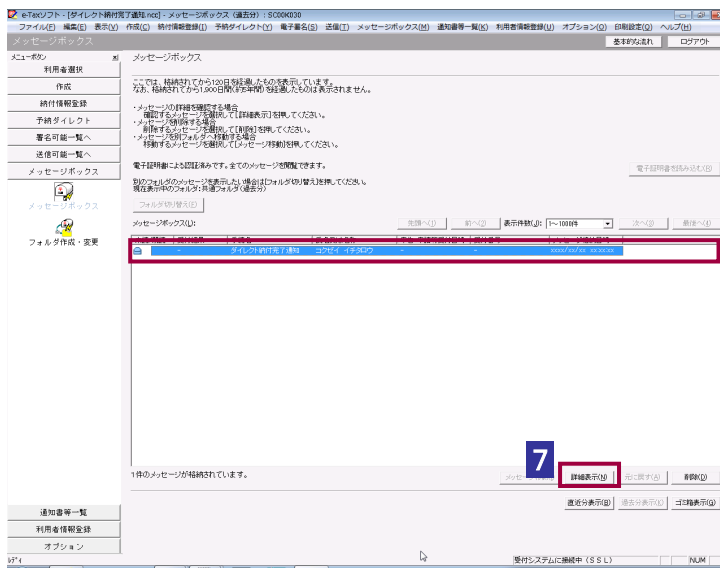 e-Taxソフト - [ダイレクト納付完了通知.ncc] - メッセージボックス（過去分）: SC00K030
ファイル(F) 編集(E) 表示(V) 作成(C) 納付情報登録(I) 予納ダイレクト(Y) 電子署名(S) 送信(T) メッセージボックス(M) 通知書等一覧(K) 利用者情報登録(U) オプション(O) 印刷設定(Q) ヘルプ(H)
メッセージボックス 基本的な流れ ログアウト
メニューボタン x
利用者選択
作成
納付情報登録
予納ダイレクト
署名可能一覧へ
送信可能一覧へ
メッセージボックス
メッセージボックス
フォルダ作成・変更
通知書等一覧
利用者情報登録
オプション
メッセージボックス
ここでは、格納されてから120日を経過したものを表示しています。
なお、格納されてから1,900日間(約5年間)を経過したものは表示されません。
・メッセージの詳細を確認する場合
確認するメッセージを選択して[詳細表示]を押してください。
・メッセージを削除する場合
削除するメッセージを選択して[削除]を押してください。
・メッセージを別フォルダへ移動する場合
移動するメッセージを選択して[メッセージ移動]を押してください。
電子証明書による認証済みです。全てのメッセージを閲覧できます。
電子証明書を読み込む(R)
別のフォルダのメッセージを表示したい場合は[フォルダ切り替え]を押してください。
現在表示中のフォルダ:共通フォルダ(過去分)
フォルダ切り替え(E)
メッセージボックス(L): 先頭へ(1) 前へ(2) 表示件数(J): 1～1000件 次へ(3) 最後へ(4)
- - ダイレクト納付完了通知 コクゼイ イチタロウ - - xxxx/xx/xx xx:xx:xx
7
1件のメッセージが格納されています。
詳細表示(N) 元に戻す(A) 削除(D)
直近分表示(B) 過去分表示(K) ゴミ箱表示(G)
ﾚﾃﾞｨ 受付システムに接続中（ＳＳＬ） NUM